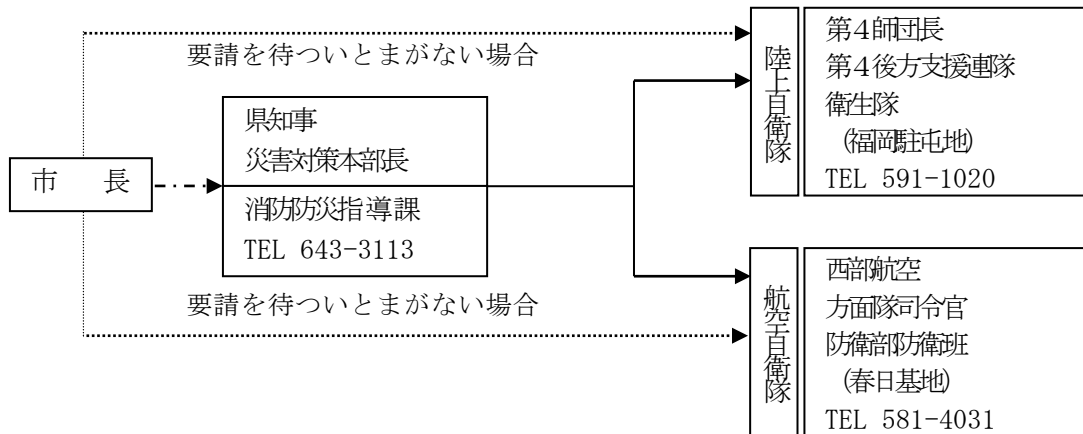 要請を待ついとまがない場合
市　　長
県知事
災害対策本部長
消防防災指導課
TEL 643-3113
要請を待ついとまがない場合
陸上自衛隊
第4師団長
第4後方支援連隊
衛生隊
(福岡駐屯地)
TEL 591-1020
航空自衛隊
西部航空
方面隊司令官
防衛部防衛班
(春日基地)
TEL 581-4031